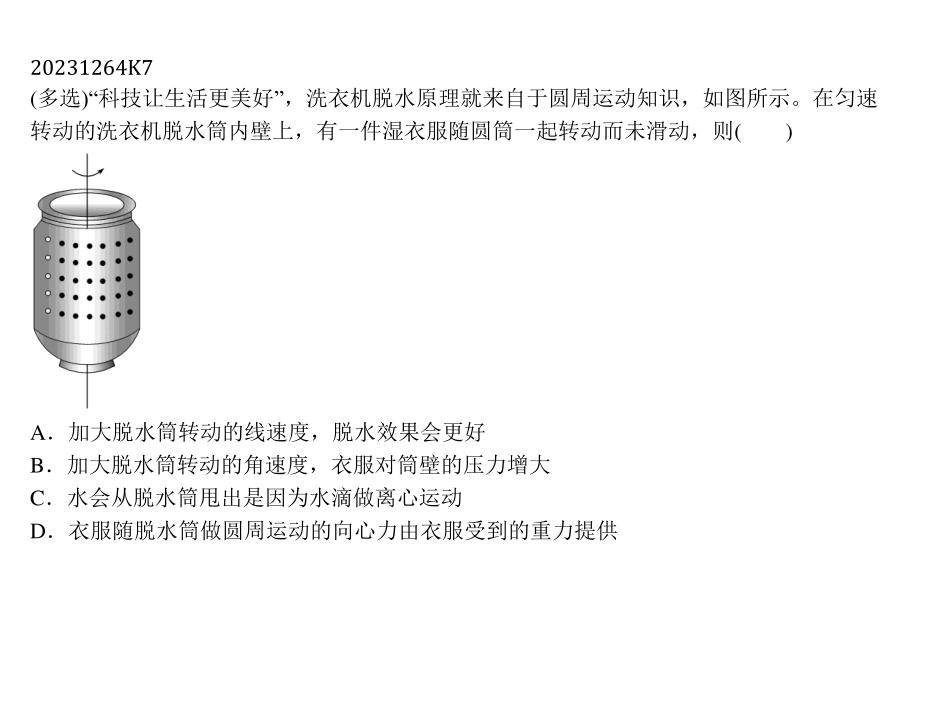 20231264K7
(多选)“科技让生活更美好”，洗衣机脱水原理就来自于圆周运动知识，如图所示。在匀速
转动的洗衣机脱水筒内壁上，有一件湿衣服随圆筒一起转动而未滑动，则(　　)
A．加大脱水筒转动的线速度，脱水效果会更好
B．加大脱水筒转动的角速度，衣服对筒壁的压力增大
C．水会从脱水筒甩出是因为水滴做离心运动
D．衣服随脱水筒做圆周运动的向心力由衣服受到的重力提供